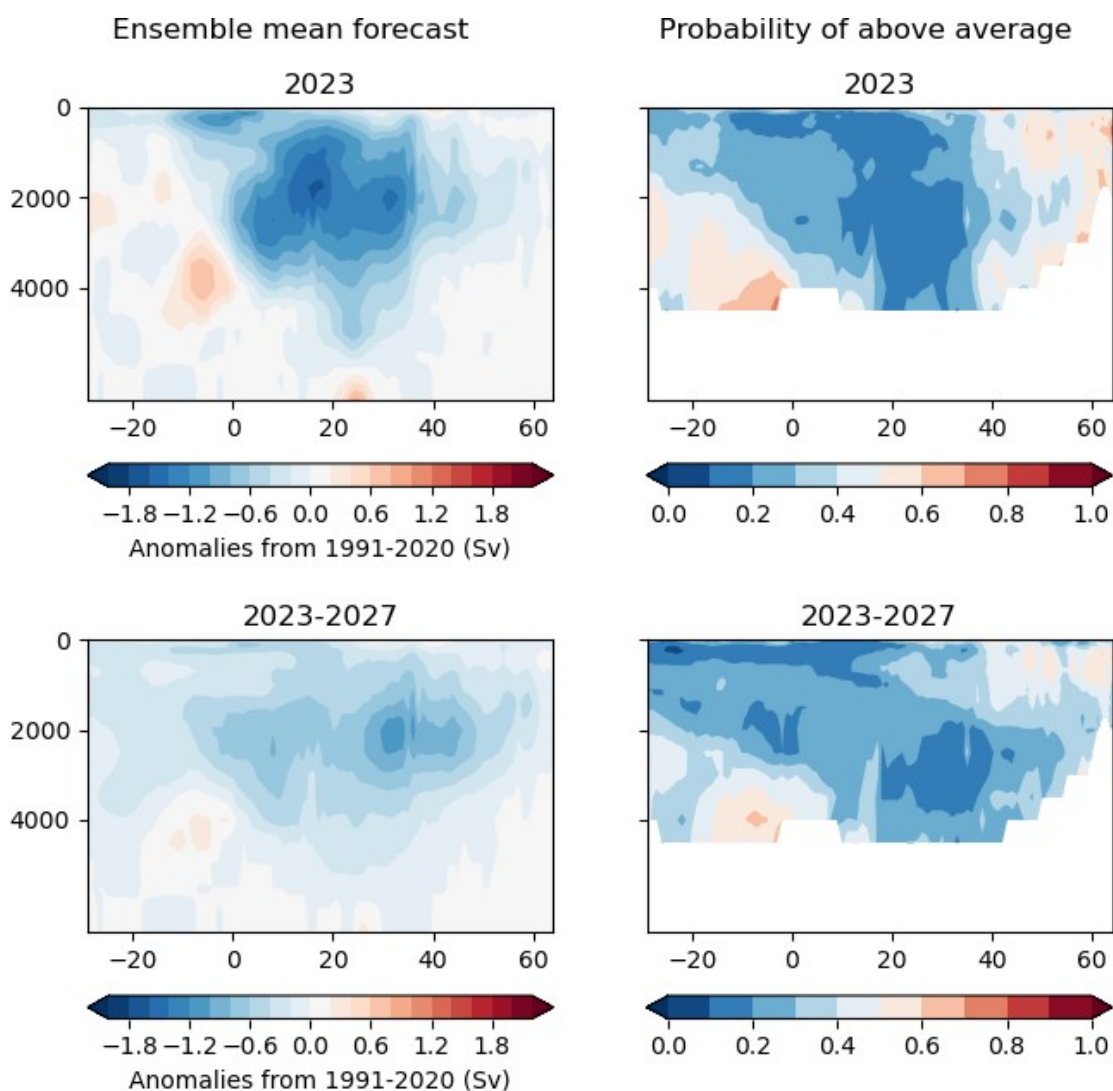 Ensemble mean forecast
Probability of above average
2023
2023
0
2000
4000
−20 0 20 40 60
−20 0 20 40 60
−1.8 −1.2 −0.6 0.0 0.6 1.2 1.8
0.0 0.2 0.4 0.6 0.8 1.0
Anomalies from 1991-2020 (Sv)
2023-2027
2023-2027
0
2000
4000
−20 0 20 40 60
−20 0 20 40 60
−1.8 −1.2 −0.6 0.0 0.6 1.2 1.8
0.0 0.2 0.4 0.6 0.8 1.0
Anomalies from 1991-2020 (Sv)